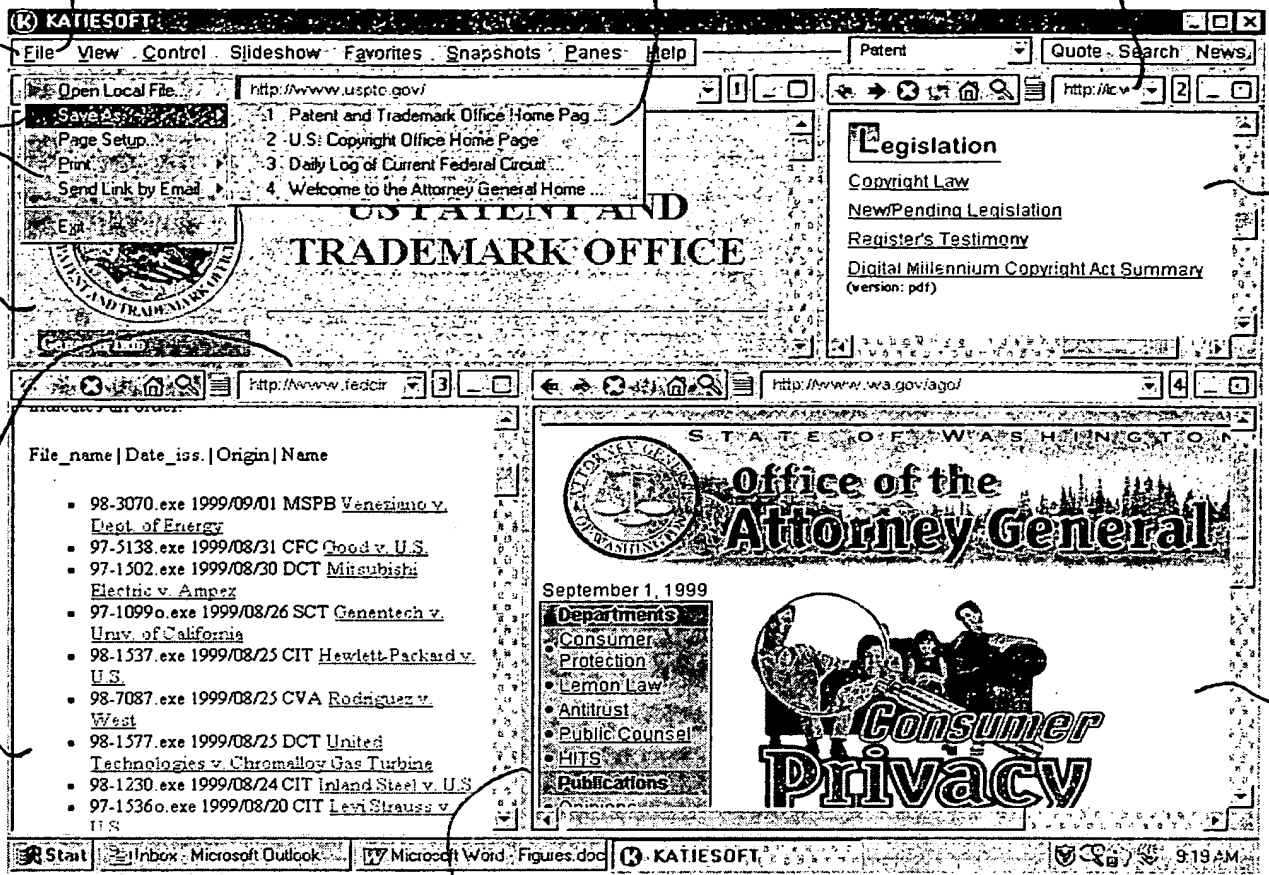 KATIESOFT
File View Control Slideshow Favorites Snapshots Panes Help
Patent
Quote Search News
Open Local File...
Save As
Page Setup...
Print
Send Link by Email
Exit
http://www.uspto.gov/ 1
1 Patent and Trademark Office Home Pag...
2 U.S. Copyright Office Home Page
3 Daily Log of Current Federal Circuit...
4 Welcome to the Attorney General Home ...
US PATENT AND
TRADEMARK OFFICE
PATENT AND TRADEMARK
2
Legislation
Copyright Law
New/Pending Legislation
Register's Testimony
Digital Millennium Copyright Act Summary
(version: pdf)
http://www.fedcir 3
File_name | Date_iss. | Origin | Name
98-3070.exe 1999/09/01 MSPB Veneziano v.
Dept. of Energy
97-5138.exe 1999/08/31 CFC Good v. U.S.
97-1502.exe 1999/08/30 DCT Mitsubishi
Electric v. Ampex
97-1099o.exe 1999/08/26 SCT Genentech v.
Univ. of California
98-1537.exe 1999/08/25 CIT Hewlett-Packard v.
U.S.
98-7087.exe 1999/08/25 CVA Rodriguez v.
West
98-1577.exe 1999/08/25 DCT United
Technologies v. Chromalloy Gas Turbine
98-1230.exe 1999/08/24 CIT Inland Steel v. U.S.
97-1536o.exe 1999/08/20 CIT Levi Strauss v.
U.S.
http://www.wa.gov/ago/ 4
STATE OF WASHINGTON
Office of the
Attorney General
ATTORNEY GENERAL
OF WASHINGTON
September 1, 1999
Departments
Consumer
Protection
Lemon Law
Antitrust
Public Counsel
HITS
Publications
Consumer
Privacy
Start
Inbox - Microsoft Outlook
Microsoft Word - Figures.doc
KATIESOFT
9:19 AM